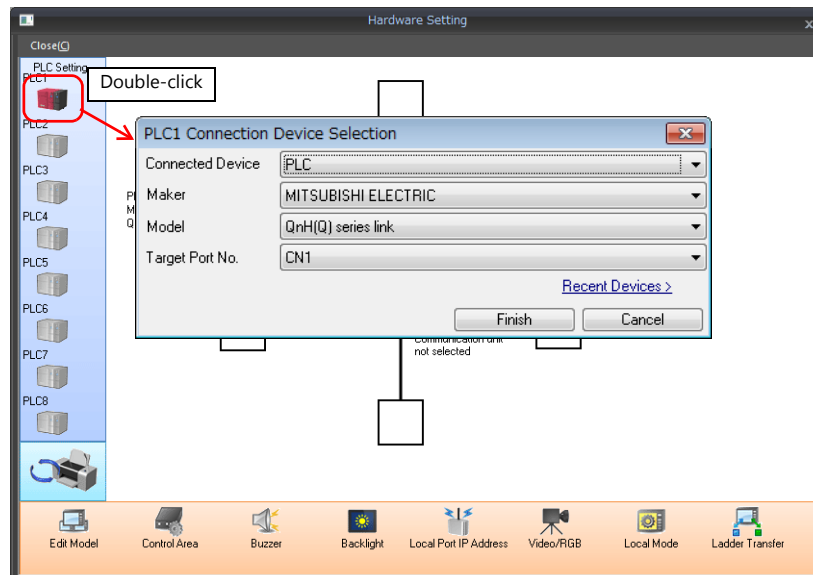 Hardware Setting
x
Close(C)
PLC Setting
PLC1
Double-click
PLC2
PLC3
PLC4
PLC5
PLC6
PLC7
PLC8
PLC1 Connection Device Selection
Connected Device PLC
Maker MITSUBISHI ELECTRIC
Model QnH(Q) series link
Target Port No. CN1
Recent Devices >
Finish Cancel
P
M
Q
Communication unit
not selected
Edit Model Control Area Buzzer Backlight Local Port IP Address Video/RGB Local Mode Ladder Transfer